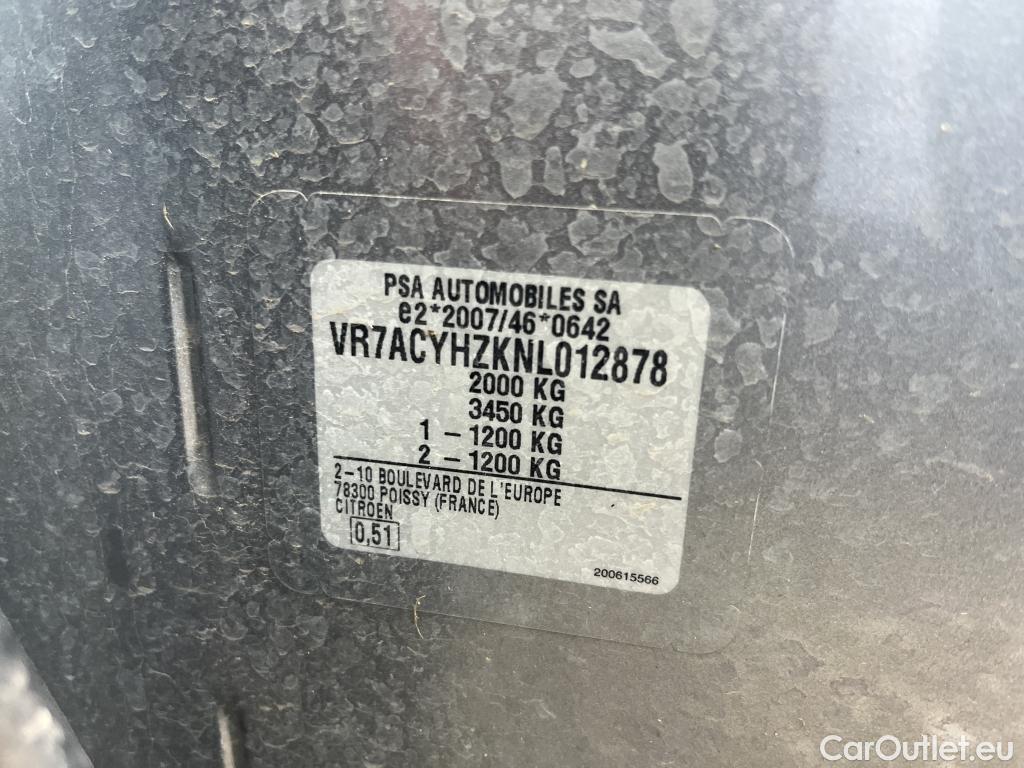 PSA AUTOMOBILES SA
e2*2007/46*0642
VR7ACYHZKNL012878
2000 KG
3450 KG
1 – 1200 KG
2 – 1200 KG
2–10 BOULEVARD DE L'EUROPE
78300 POISSY (FRANCE)
CITROEN
0,51
200615566
CarOutlet.eu